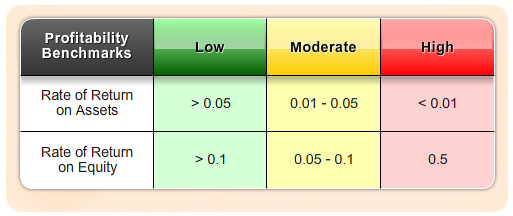 Profitability Benchmarks Low Moderate High
Rate of Return on Assets > 0.05 0.01 - 0.05 < 0.01
Rate of Return on Equity > 0.1 0.05 - 0.1 0.5